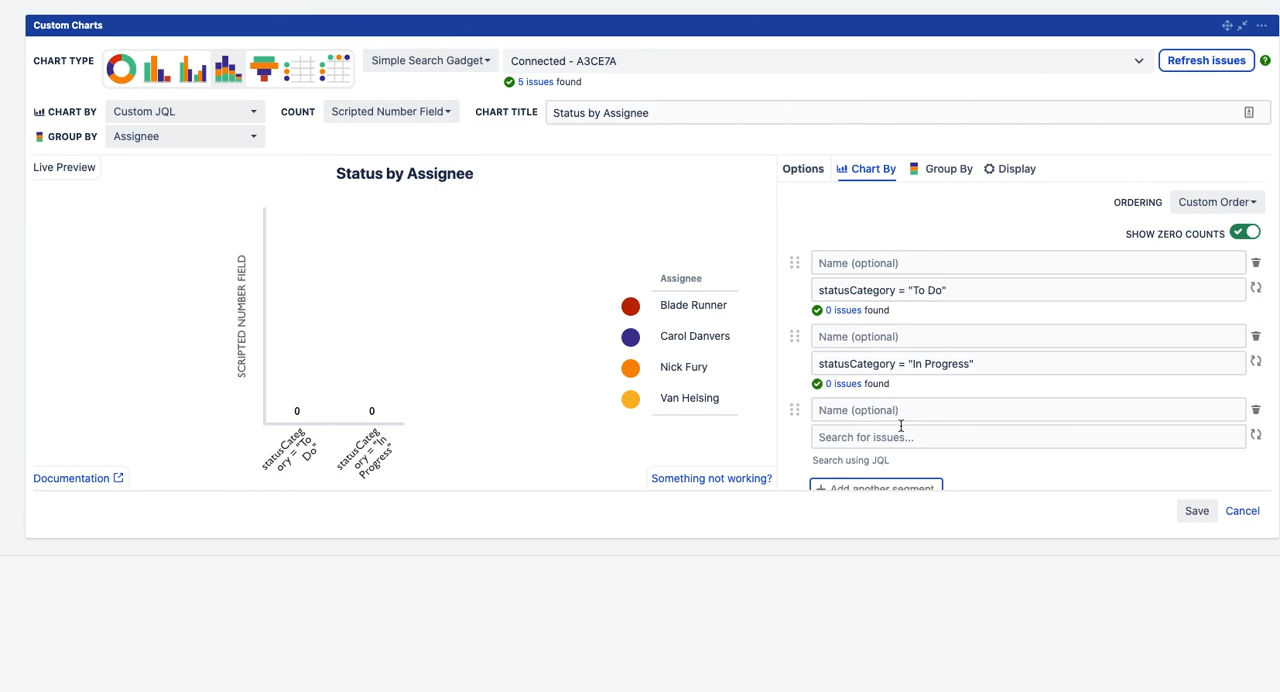 Custom Charts
CHART TYPE
Simple Search Gadget
Connected - A3CE7A
Refresh issues
5 issues found
CHART BY
Custom JQL
COUNT
Scripted Number Field
CHART TITLE
Status by Assignee
GROUP BY
Assignee
Live Preview
Status by Assignee
SCRIPTED NUMBER FIELD
0
0
statusCateg
ory = "To
Do"
statusCateg
ory = "In
Progress"
Assignee
Blade Runner
Carol Danvers
Nick Fury
Van Helsing
Documentation
Something not working?
Options
Chart By
Group By
Display
ORDERING
Custom Order
SHOW ZERO COUNTS
Name (optional)
statusCategory = "To Do"
0 issues found
Name (optional)
statusCategory = "In Progress"
0 issues found
Name (optional)
Search for issues...
Search using JQL
+ Add another segment
Save
Cancel